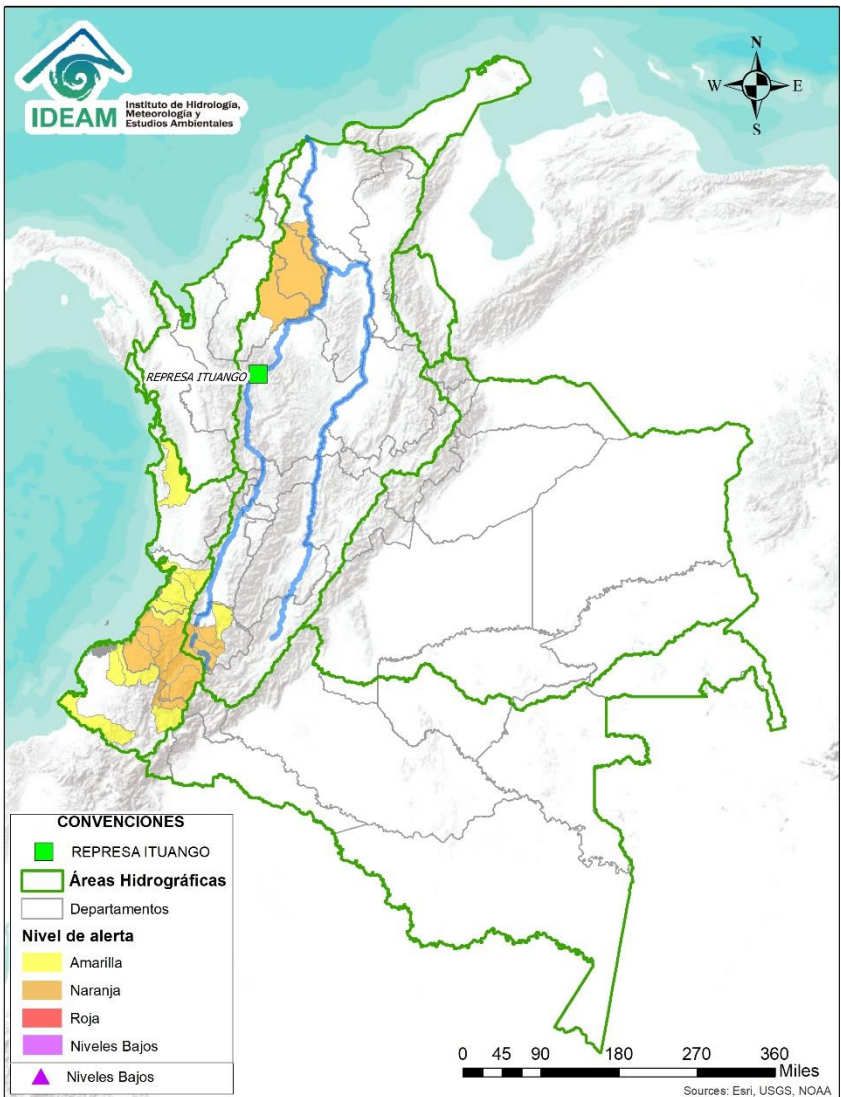 IDEAM
Instituto de Hidrología,
Meteorología y
Estudios Ambientales
N
W
E
S
REPRESA ITUANGO
CONVENCIONES
REPRESA ITUANGO
Áreas Hidrográficas
Departamentos
Nivel de alerta
Amarilla
Naranja
Roja
Niveles Bajos
Niveles Bajos
0 45 90 180 270 360
Miles
Sources: Esri, USGS, NOAA